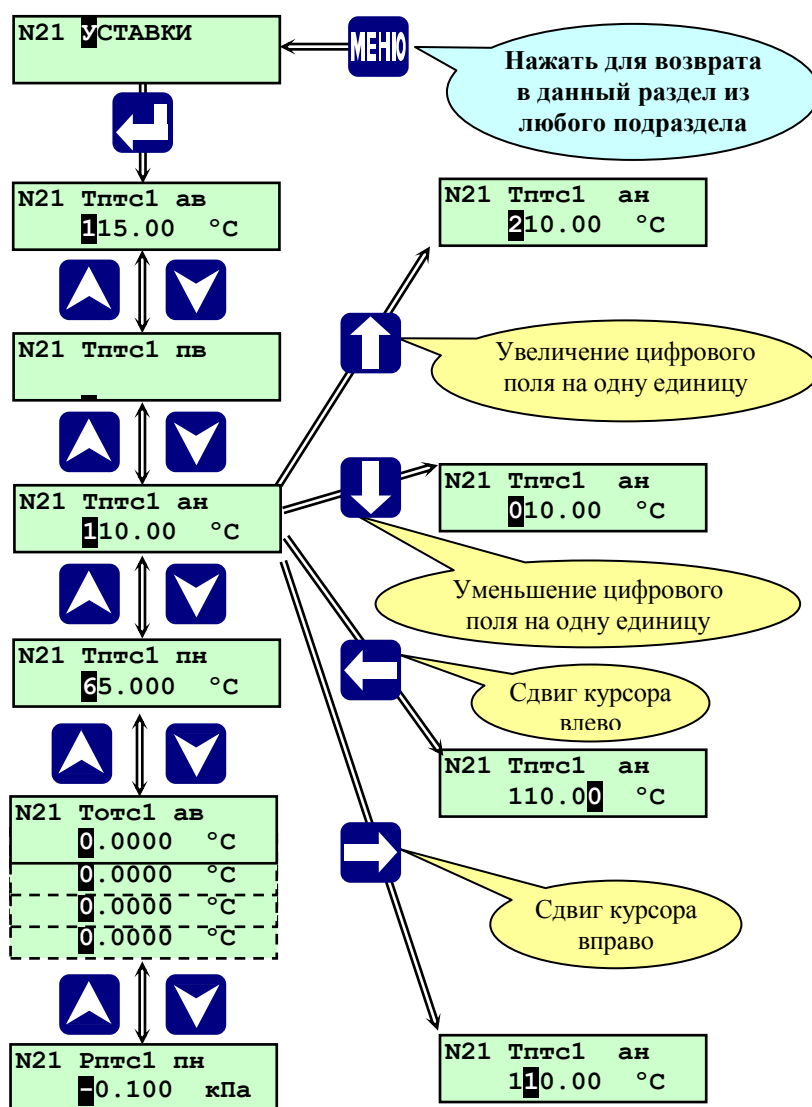 N21 УСТАВКИ
МЕНЮ
Нажать для возврата
в данный раздел из
любого подраздела
N21 Тптс1 ав
115.00 °C
N21 Тптс1 ан
210.00 °C
N21 Тптс1 пв
Увеличение цифрового
поля на одну единицу
N21 Тптс1 ан
110.00 °C
N21 Тптс1 ан
010.00 °C
Уменьшение цифрового
поля на одну единицу
N21 Тптс1 пн
65.000 °C
Сдвиг курсора
влево
N21 Тптс1 ан
110.00 °C
N21 Тотс1 ав
0.0000 °C
0.0000 °C
0.0000 °C
0.0000 °C
Сдвиг курсора
вправо
N21 Рптс1 пн
-0.100 кПа
N21 Тптс1 ан
110.00 °C